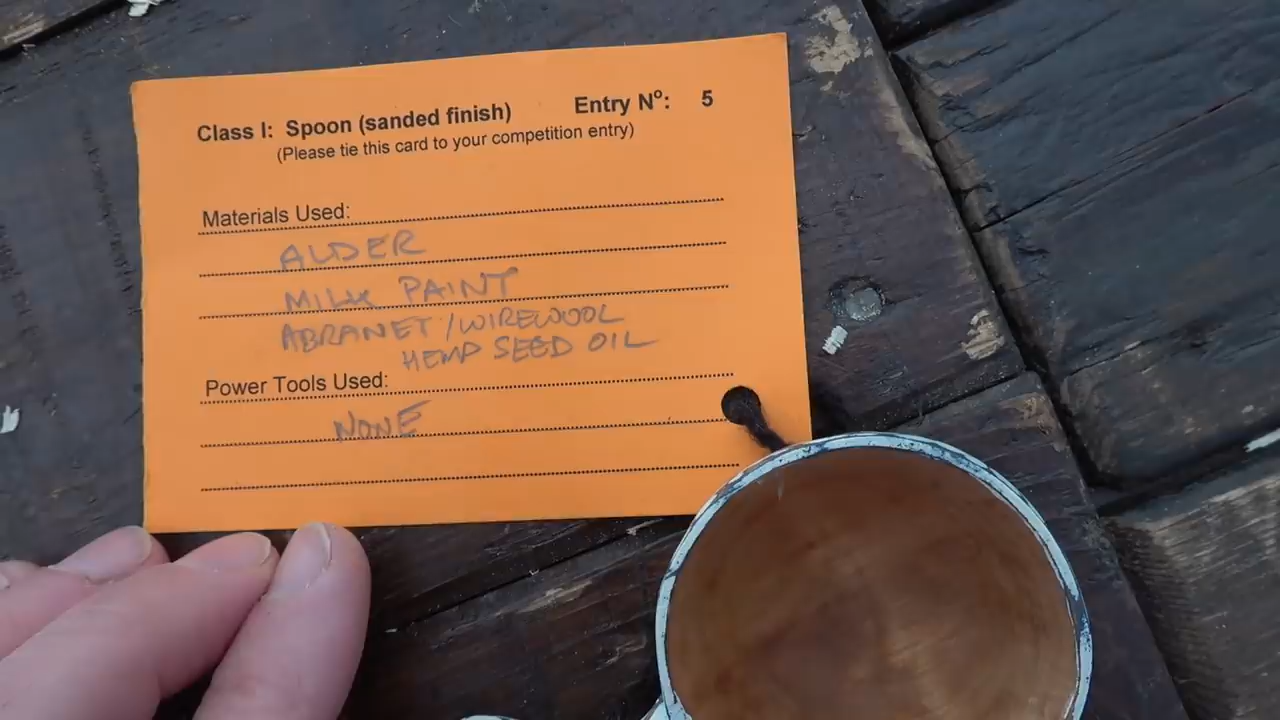 Class I: Spoon (sanded finish) Entry Nº: 5
(Please tie this card to your competition entry)
Materials Used:
ALDER
MILK PAINT
ABRANET/WIREWOOL
HEMP SEED OIL
Power Tools Used:
NONE